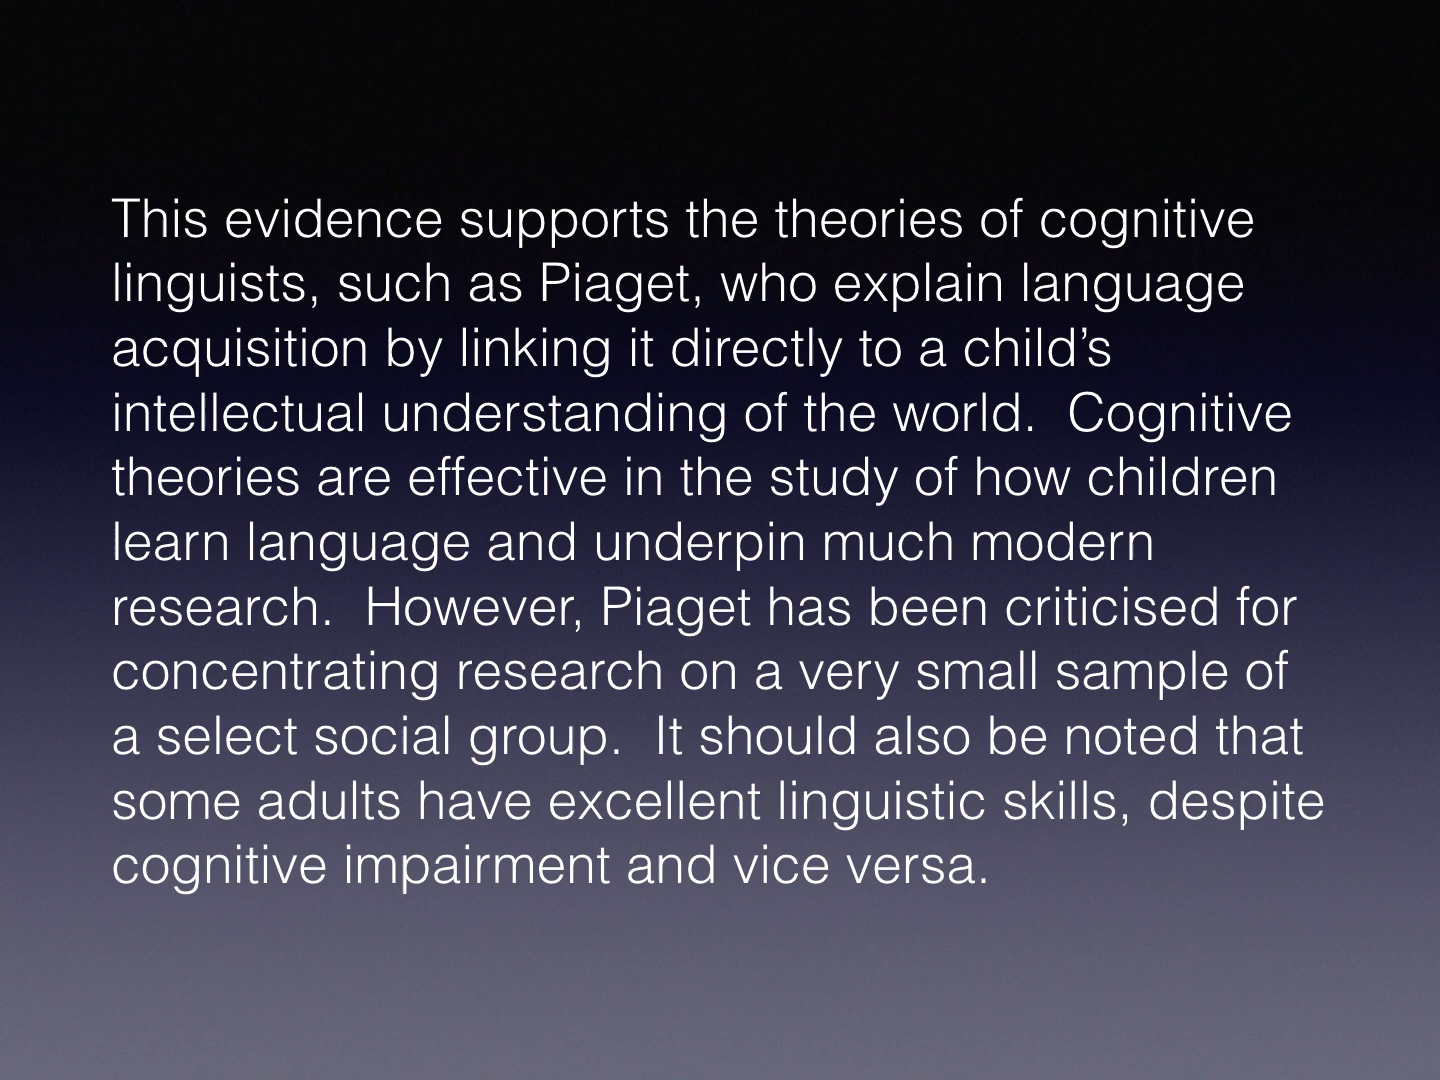 This evidence supports the theories of cognitive
linguists, such as Piaget, who explain language
acquisition by linking it directly to a child’s
intellectual understanding of the world.  Cognitive
theories are effective in the study of how children
learn language and underpin much modern
research.  However, Piaget has been criticised for
concentrating research on a very small sample of
a select social group.  It should also be noted that
some adults have excellent linguistic skills, despite
cognitive impairment and vice versa.